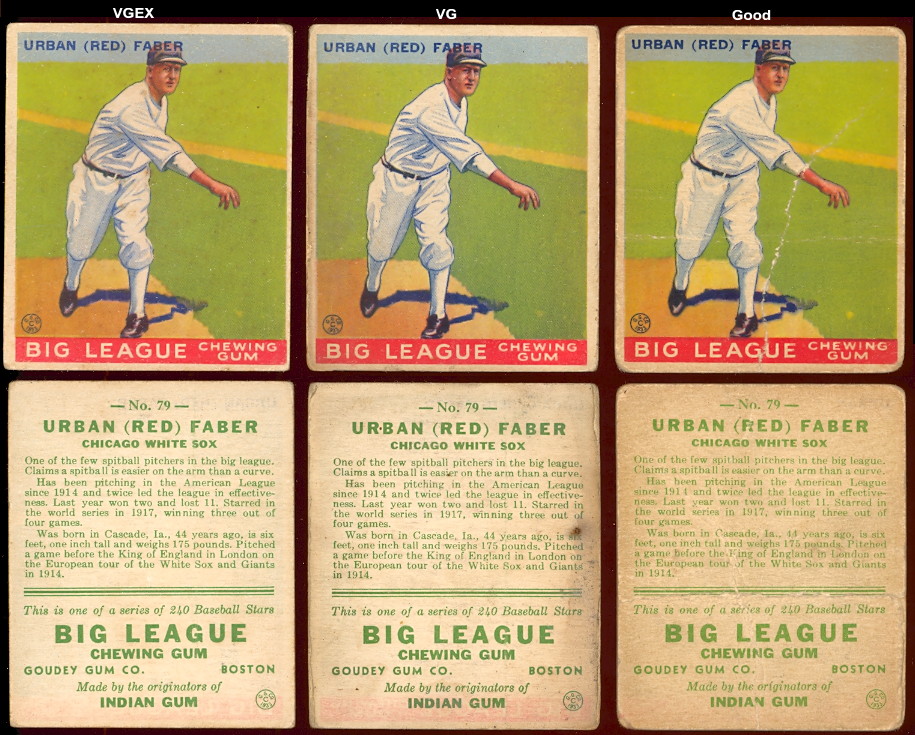 VGEX
VG
Good
URBAN (RED) FABER
BIG LEAGUE CHEWING GUM
URBAN (RED) FABER
BIG LEAGUE CHEWING GUM
URBAN (RED) FABER
BIG LEAGUE CHEWING GUM
— No. 79 —
URBAN (RED) FABER
CHICAGO WHITE SOX
One of the few spitball pitchers in the big league.
Claims a spitball is easier on the arm than a curve.
Has been pitching in the American League
since 1914 and twice led the league in effective-
ness. Last year won two and lost 11. Starred in
the world series in 1917, winning three out of
four games.
Was born in Cascade, Ia., 44 years ago, is six
feet, one inch tall and weighs 175 pounds. Pitched
a game before the King of England in London on
the European tour of the White Sox and Giants
in 1914.
This is one of a series of 240 Baseball Stars
BIG LEAGUE
CHEWING GUM
GOUDEY GUM CO. BOSTON
Made by the originators of
INDIAN GUM
— No. 79 —
URBAN (RED) FABER
CHICAGO WHITE SOX
One of the few spitball pitchers in the big league.
Claims a spitball is easier on the arm than a curve.
Has been pitching in the American League
since 1914 and twice led the league in effective-
ness. Last year won two and lost 11. Starred in
the world series in 1917, winning three out of
four games.
Was born in Cascade, Ia., 44 years ago, is six
feet, one inch tall and weighs 175 pounds. Pitched
a game before the King of England in London on
the European tour of the White Sox and Giants
in 1914.
This is one of a series of 240 Baseball Stars
BIG LEAGUE
CHEWING GUM
GOUDEY GUM CO. BOSTON
Made by the originators of
INDIAN GUM
— No. 79 —
URBAN (RED) FABER
CHICAGO WHITE SOX
One of the few spitball pitchers in the big league.
Claims a spitball is easier on the arm than a curve.
Has been pitching in the American League
since 1914 and twice led the league in effective-
ness. Last year won two and lost 11. Starred in
the world series in 1917, winning three out of
four games.
Was born in Cascade, Ia., 44 years ago, is six
feet, one inch tall and weighs 175 pounds. Pitched
a game before the King of England in London on
the European tour of the White Sox and Giants
in 1914.
This is one of a series of 240 Baseball Stars
BIG LEAGUE
CHEWING GUM
GOUDEY GUM CO. BOSTON
Made by the originators of
INDIAN GUM